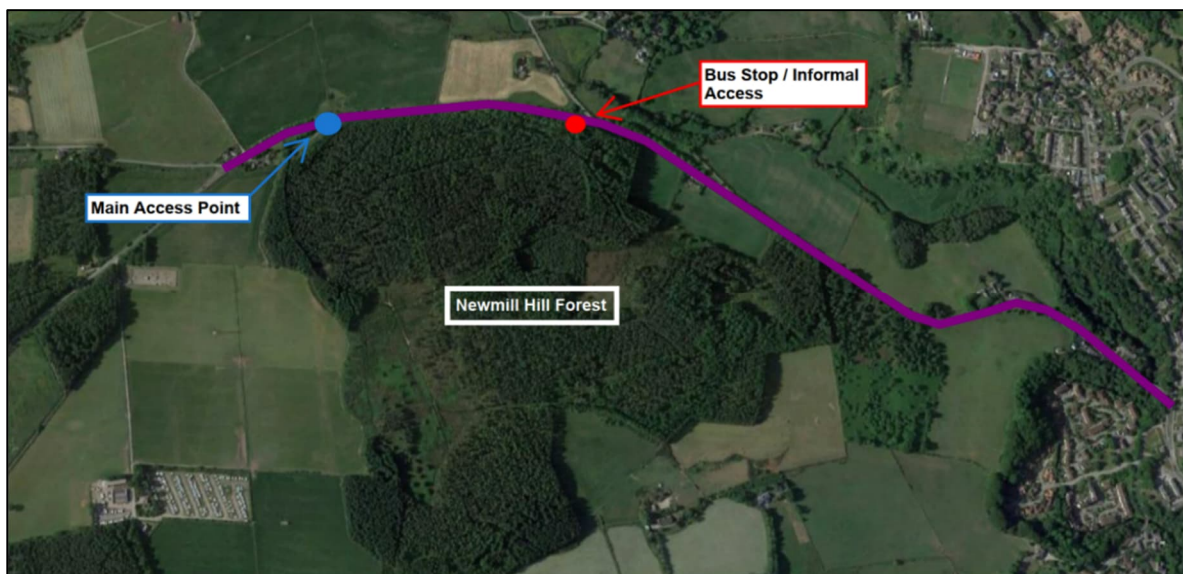 Bus Stop / Informal
Access
Main Access Point
Newmill Hill Forest